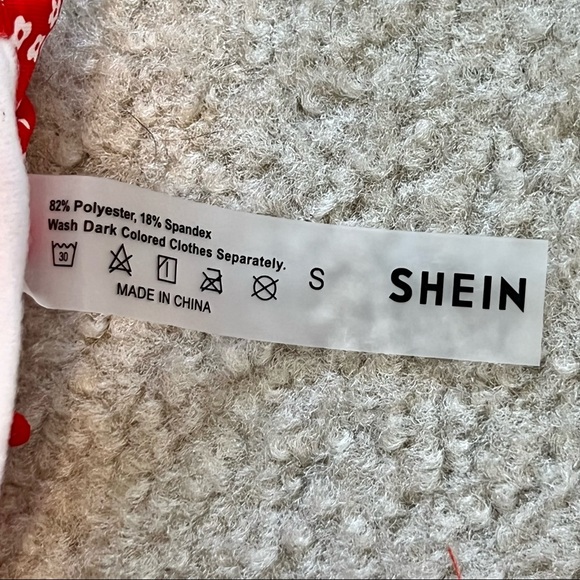 82% Polyester, 18% Spandex
Wash Dark Colored Clothes Separately.
30
S
SHEIN
MADE IN CHINA